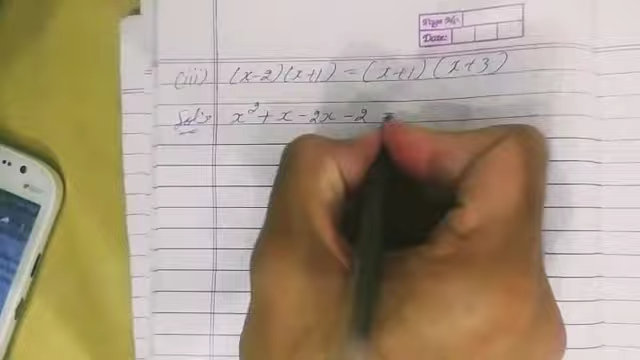 Page No.
Date:
(iii) (x-2)(x+1) = (x+1)(x+3)
Sol: x²+x-2x-2 =